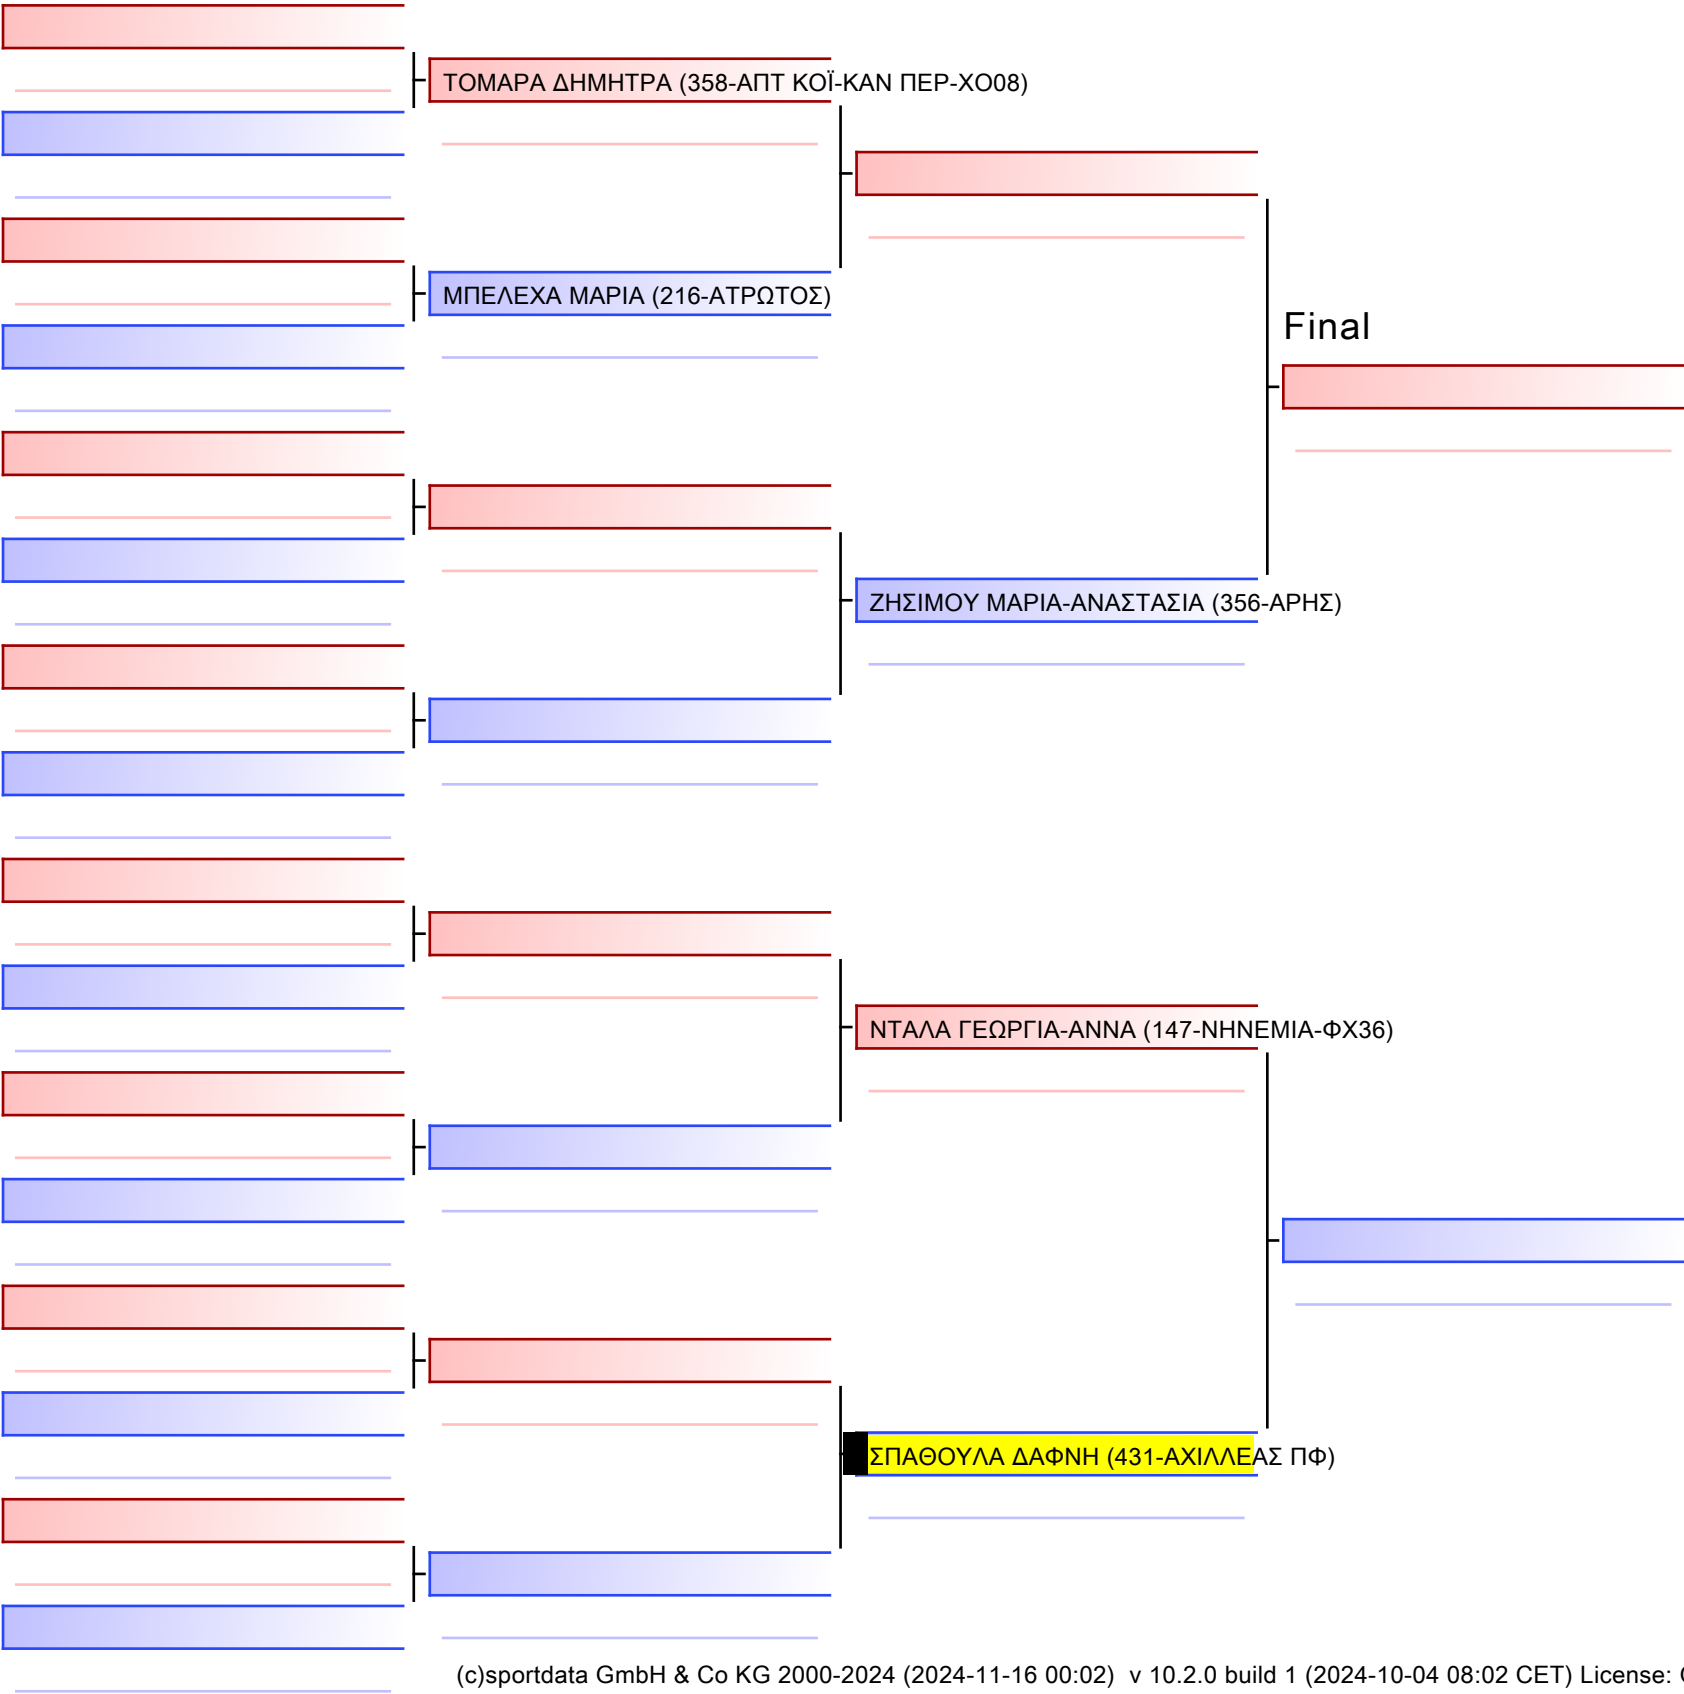 ΤΟΜΑΡΑ ΔΗΜΗΤΡΑ (358-ΑΠΤ ΚΟΪ-ΚΑΝ ΠΕΡ-ΧΟ08)
ΜΠΕΛΕΧΑ ΜΑΡΙΑ (216-ΑΤΡΩΤΟΣ)
Final
ΖΗΣΙΜΟΥ ΜΑΡΙΑ-ΑΝΑΣΤΑΣΙΑ (356-ΑΡΗΣ)
ΝΤΑΛΑ ΓΕΩΡΓΙΑ-ΑΝΝΑ (147-ΝΗΝΕΜΙΑ-ΦΧ36)
ΣΠΑΘΟΥΛΑ ΔΑΦΝΗ (431-ΑΧΙΛΛΕΑΣ ΠΦ)
(c)sportdata GmbH & Co KG 2000-2024 (2024-11-16 00:02) v 10.2.0 build 1 (2024-10-04 08:02 CET) License: